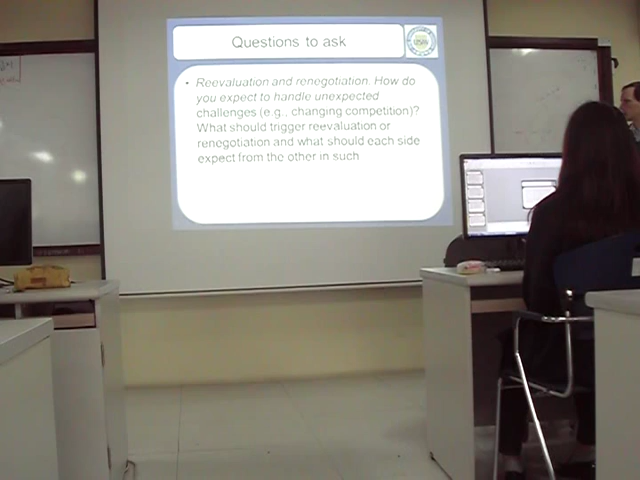 Questions to ask
• Reevaluation and renegotiation. How do
you expect to handle unexpected
challenges (e.g., changing competition)?
What should trigger reevaluation or
renegotiation and what should each side
expect from the other in such